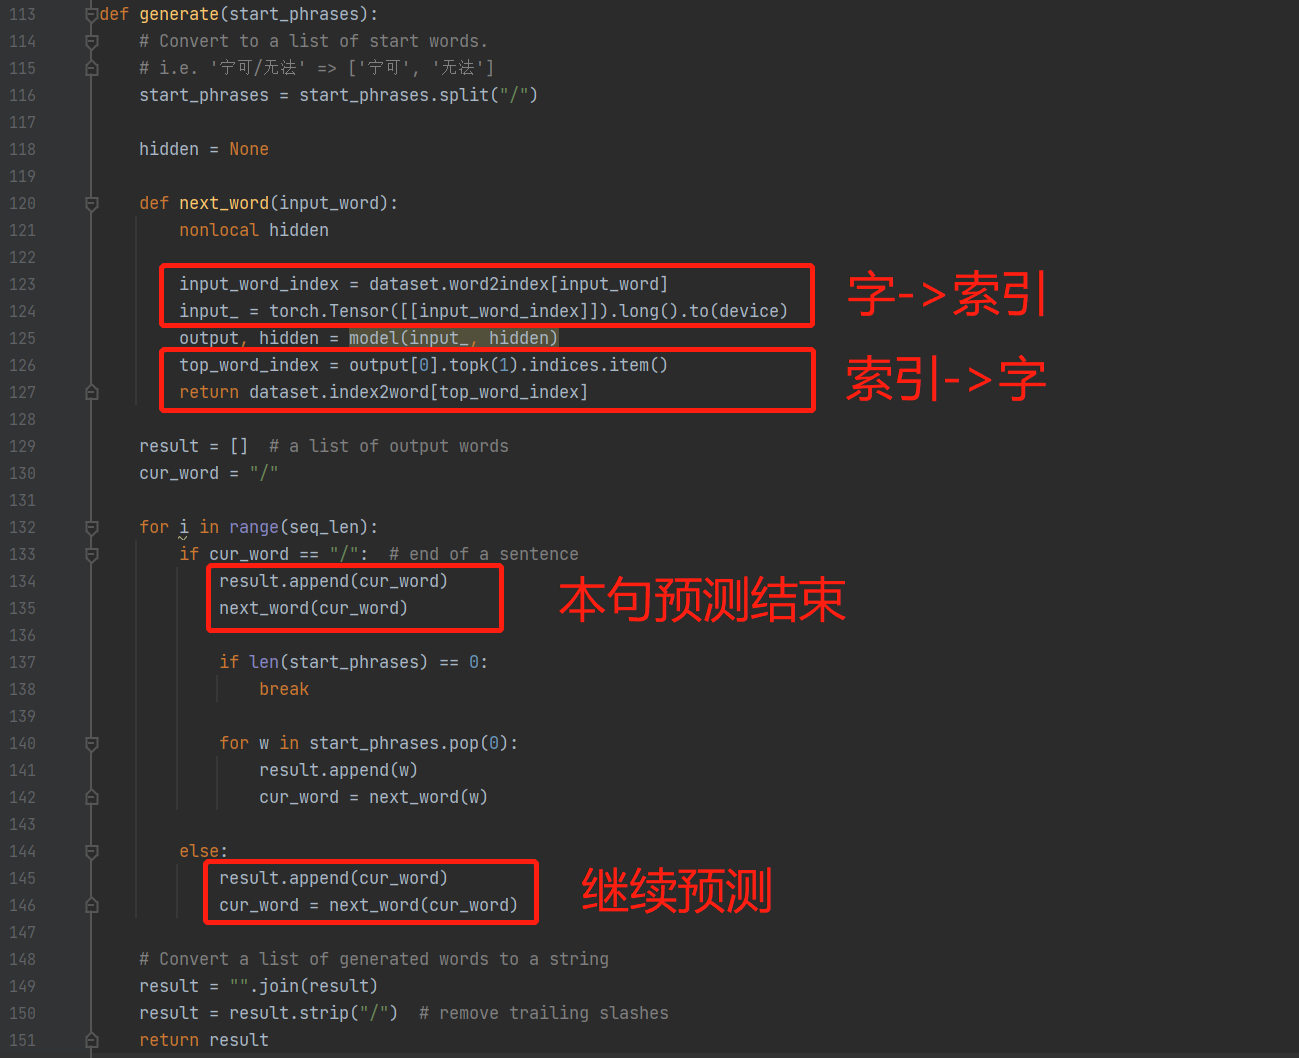 113 def generate(start_phrases):
114 # Convert to a list of start words.
115 # i.e. '宁可/无法' => ['宁可', '无法']
116 start_phrases = start_phrases.split("/")
117
118 hidden = None
119
120 def next_word(input_word):
121 nonlocal hidden
122
123 input_word_index = dataset.word2index[input_word]
字->索引
124 input_ = torch.Tensor([[input_word_index]]).long().to(device)
125 output, hidden = model(input_, hidden)
126 top_word_index = output[0].topk(1).indices.item()
索引->字
127 return dataset.index2word[top_word_index]
128
129 result = [] # a list of output words
130 cur_word = "/"
131
132 for i in range(seq_len):
133 if cur_word == "/": # end of a sentence
134 result.append(cur_word)
本句预测结束
135 next_word(cur_word)
136
137 if len(start_phrases) == 0:
138 break
139
140 for w in start_phrases.pop(0):
141 result.append(w)
142 cur_word = next_word(w)
143
144 else:
145 result.append(cur_word)
继续预测
146 cur_word = next_word(cur_word)
147
148 # Convert a list of generated words to a string
149 result = "".join(result)
150 result = result.strip("/") # remove trailing slashes
151 return result